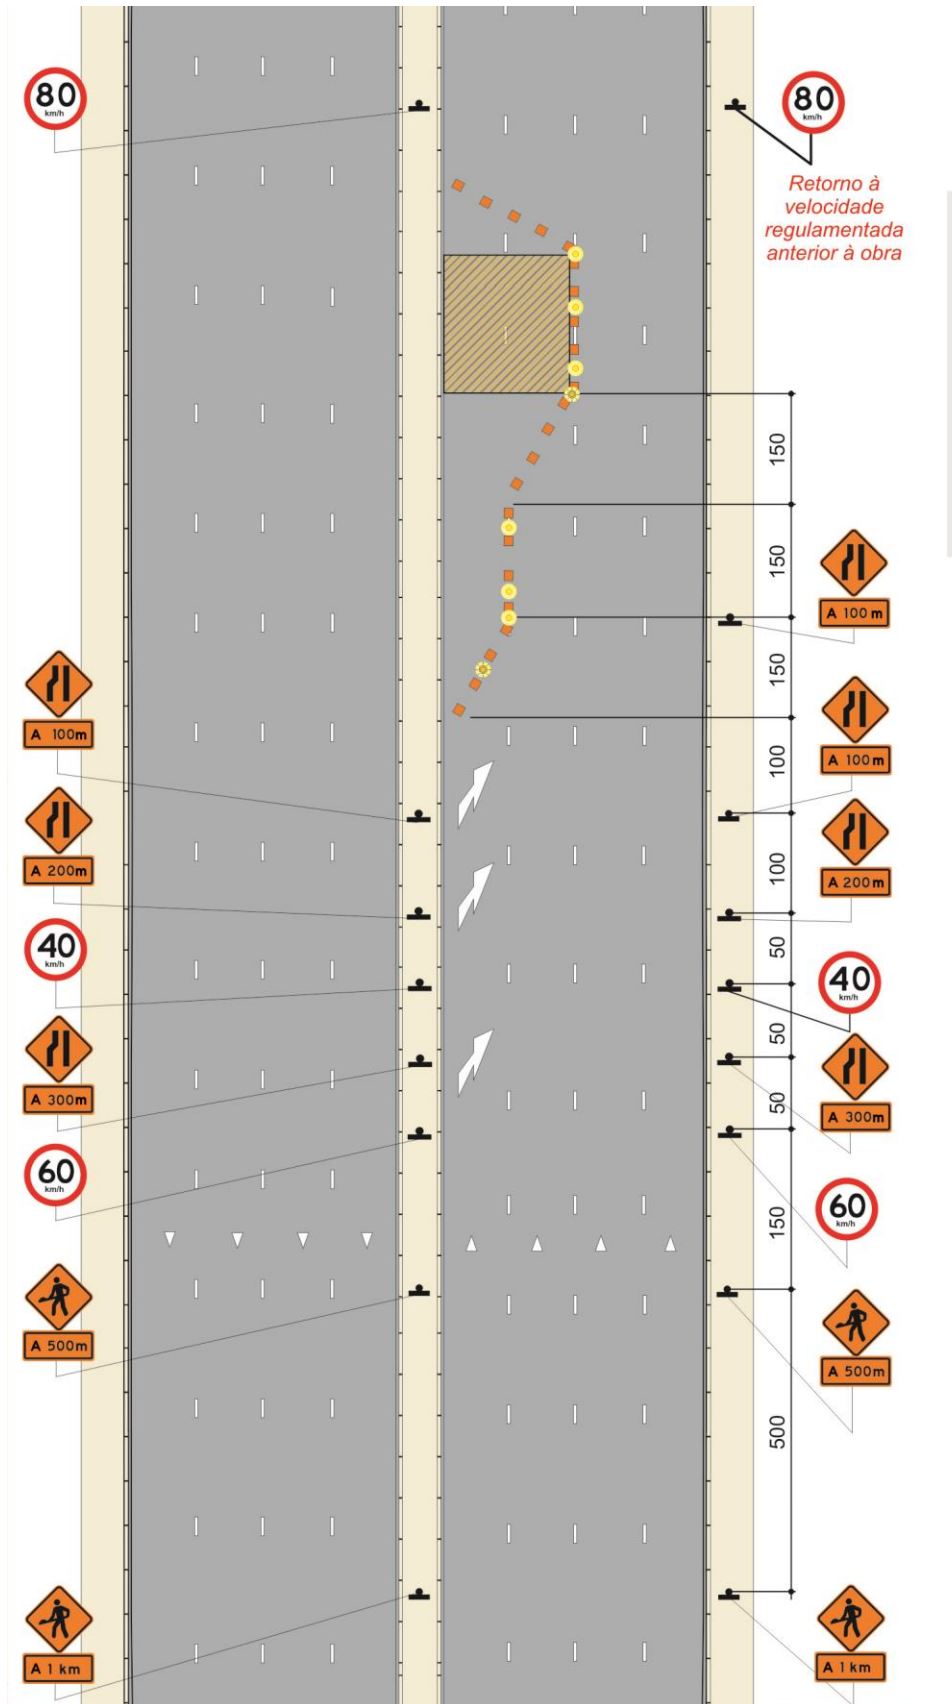 80
km/h
80
km/h
Retorno à
velocidade
regulamentada
anterior à obra
150
150
A 100 m
150
A 100m
A 100 m
100
A 200m
A 200m
100
40
km/h
50
40
km/h
50
A 300m
A 300m
50
60
km/h
60
km/h
150
A 500m
A 500m
500
A 1 km
A 1 km